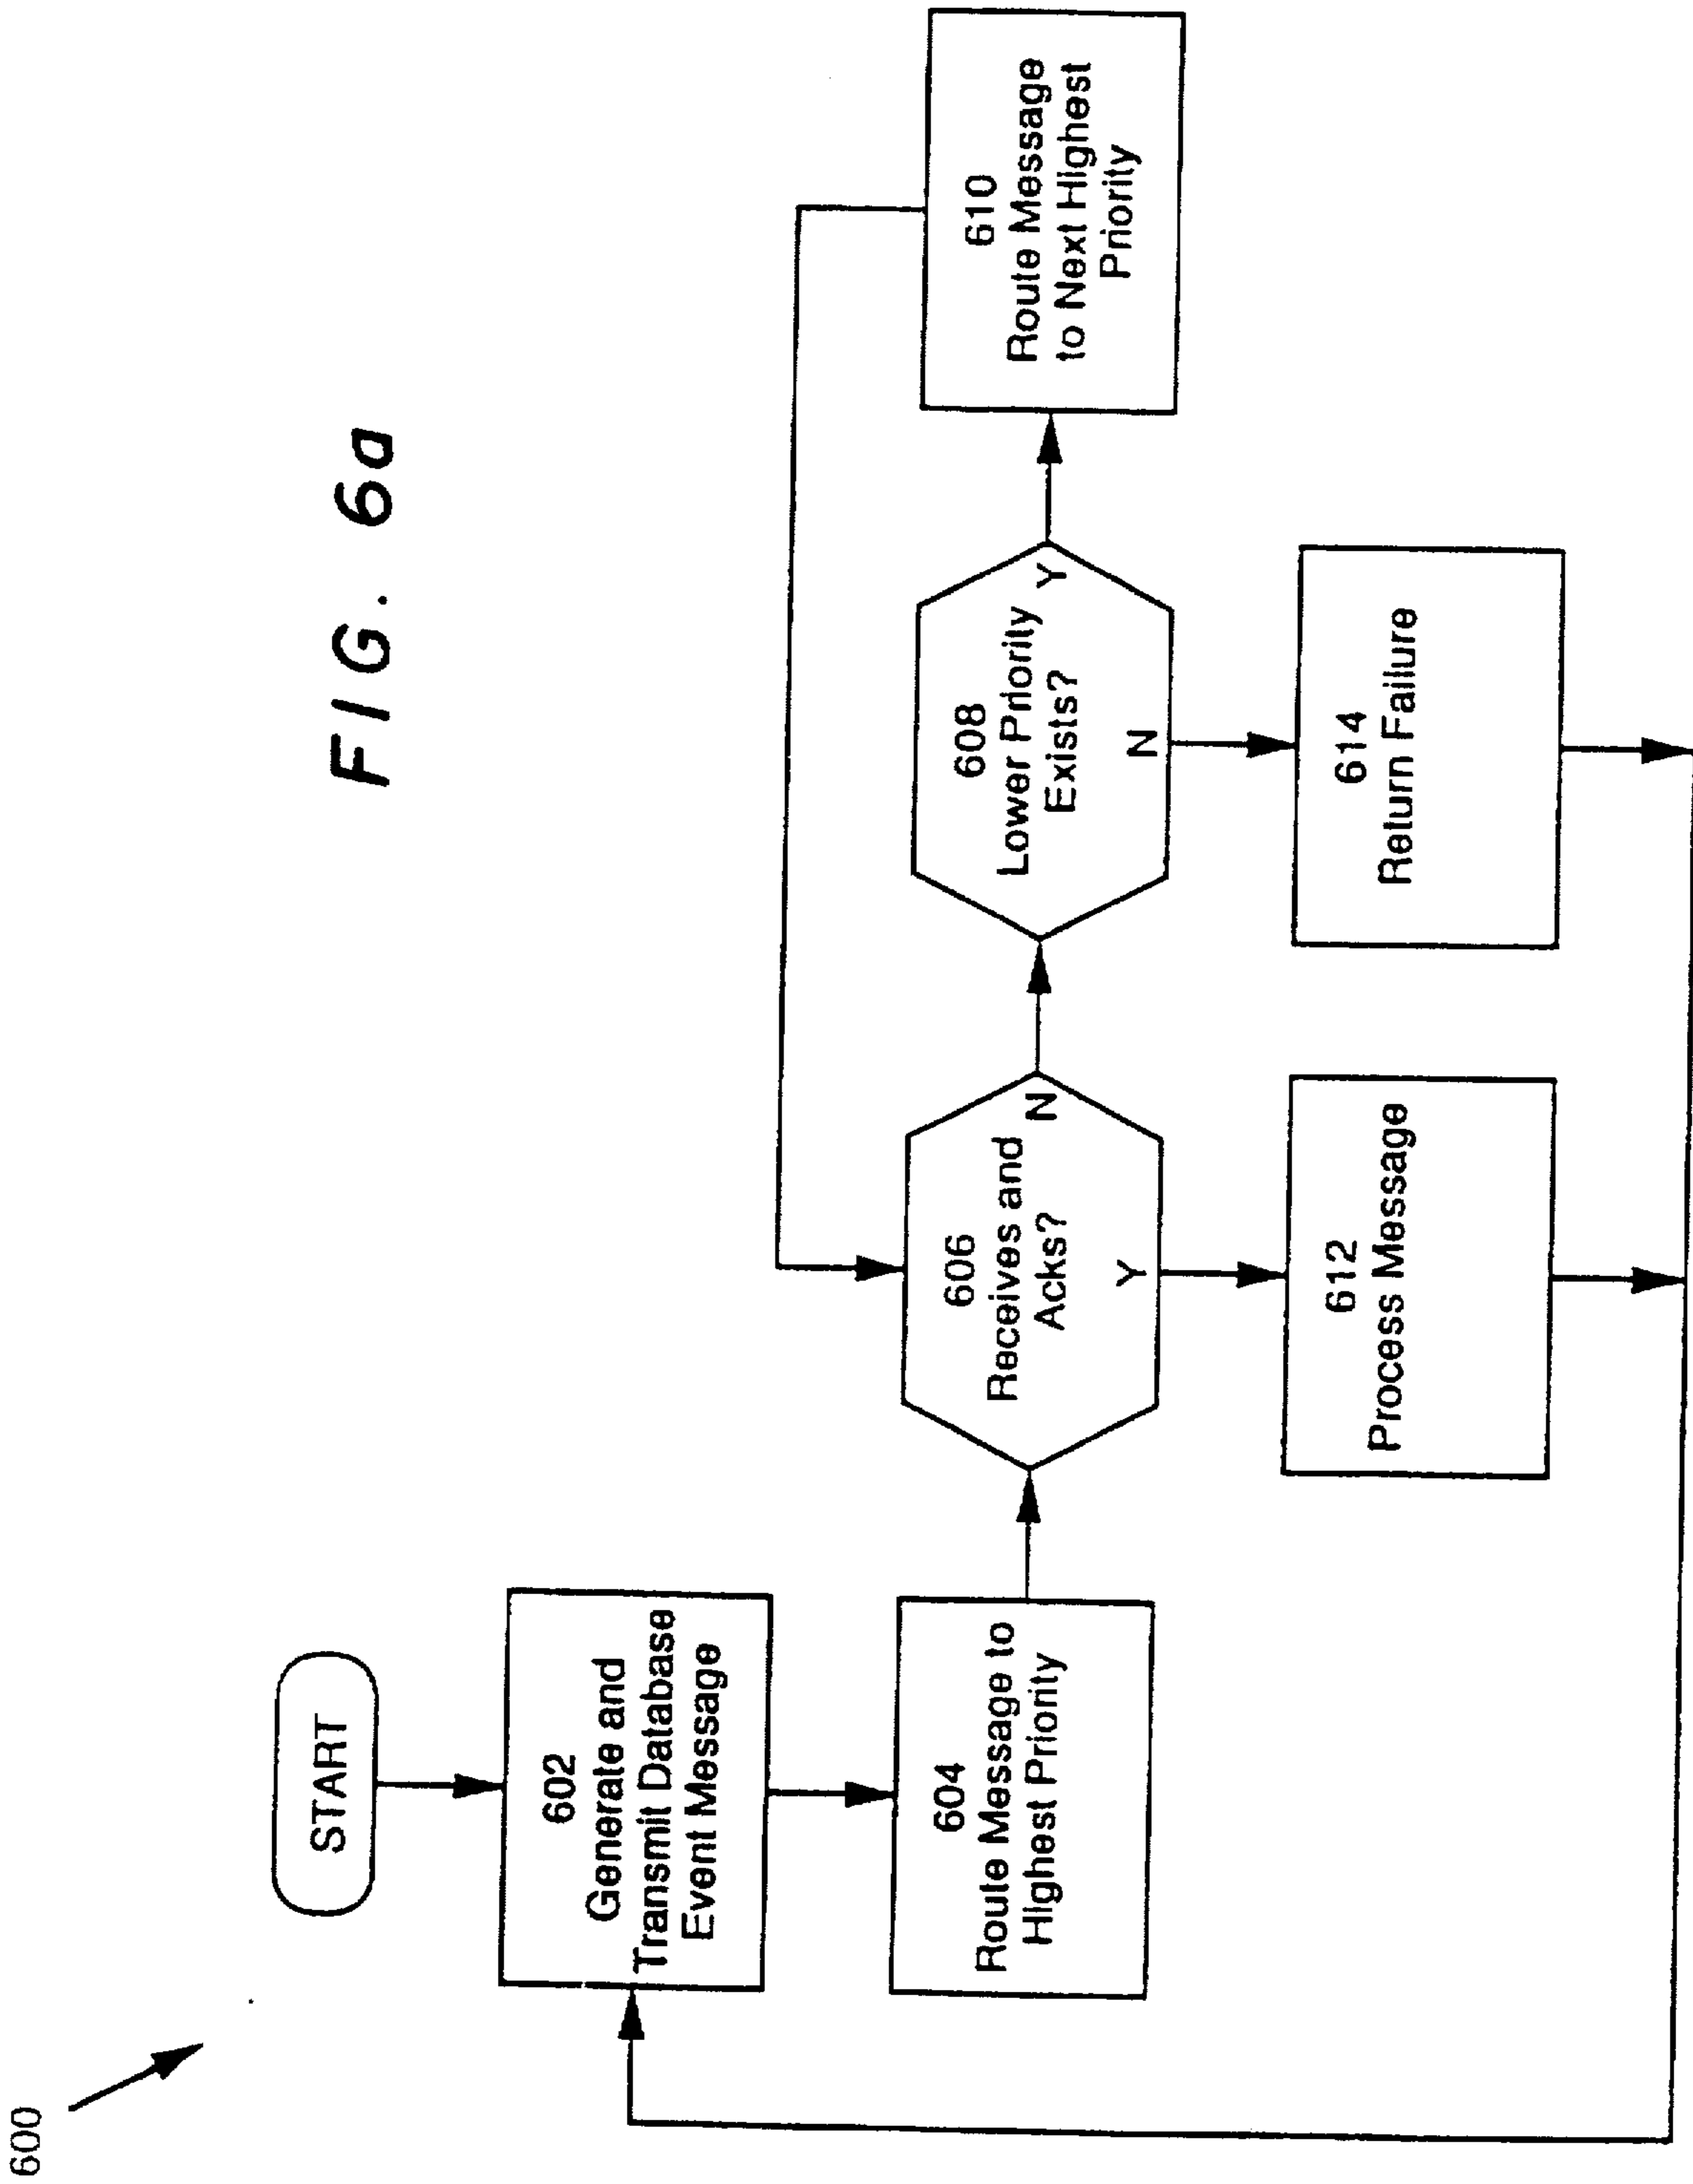 600
FIG. 6a
START
602
Generate and
Transmit Database
Event Message
604
Route Message to
Highest Priority
606
Receives and
Acks?
N
Y
608
Lower Priority
Exists?
Y
N
610
Route Message
to Next Highest
Priority
612
Process Message
614
Return Failure